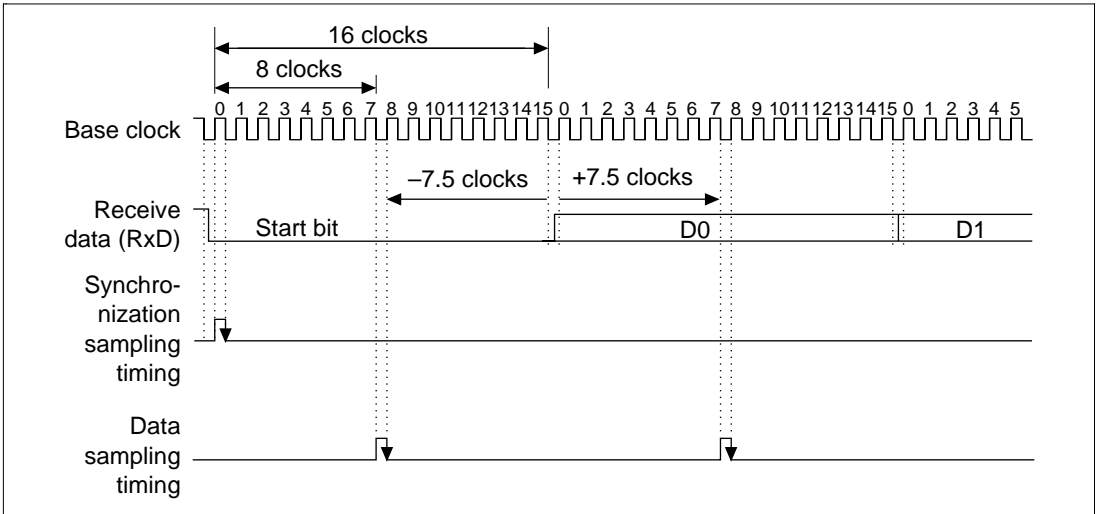 16 clocks
8 clocks
0 1 2 3 4 5 6 7 8 9 10 11 12 13 14 15 0 1 2 3 4 5 6 7 8 9 10 11 12 13 14 15 0 1 2 3 4 5
Base clock
–7.5 clocks +7.5 clocks
Receive
data (RxD)
Start bit D0 D1
Synchro-
nization
sampling
timing
Data
sampling
timing